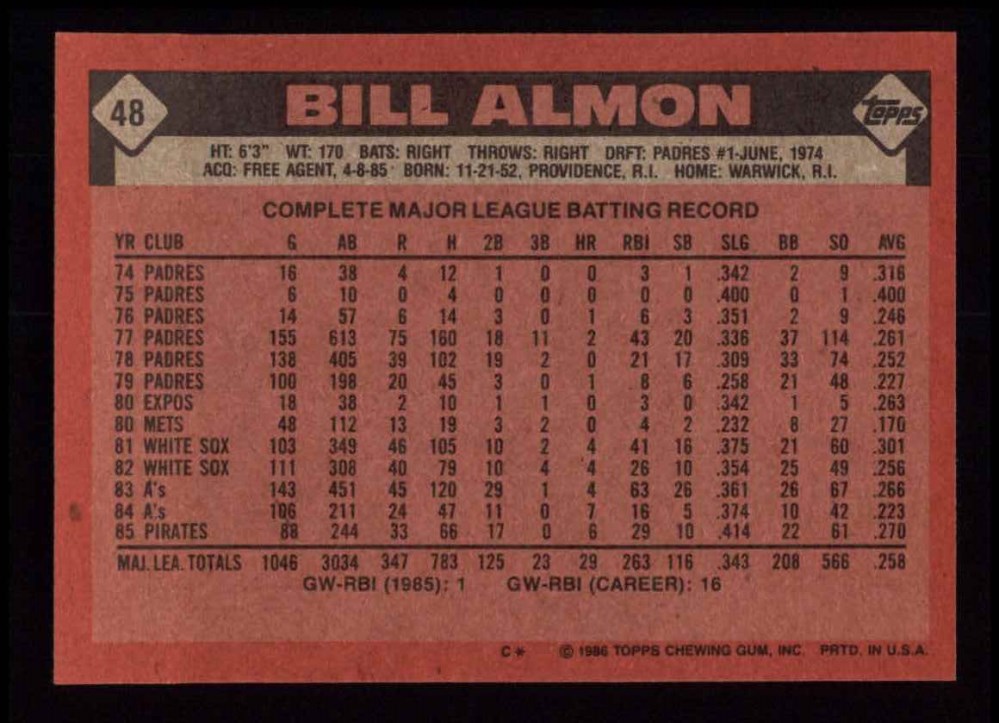 48 BILL ALMON Topps
HT: 6'3" WT: 170 BATS: RIGHT THROWS: RIGHT DRFT: PADRES #1-JUNE, 1974
ACQ: FREE AGENT, 4-8-85 BORN: 11-21-52, PROVIDENCE, R.I. HOME: WARWICK, R.I.
COMPLETE MAJOR LEAGUE BATTING RECORD
YR CLUB G AB R H 2B 3B HR RBI SB SLG BB SO AVG
74 PADRES 16 38 4 12 1 0 0 3 1 .342 2 9 .316
75 PADRES 6 10 0 4 0 0 0 0 0 .400 0 1 .400
76 PADRES 14 57 6 14 3 0 1 6 3 .351 2 9 .246
77 PADRES 155 613 75 160 18 11 2 43 20 .336 37 114 .261
78 PADRES 138 405 39 102 19 2 0 21 17 .309 33 74 .252
79 PADRES 100 198 20 45 3 0 1 8 6 .258 21 48 .227
80 EXPOS 18 38 2 10 1 1 0 3 0 .342 1 5 .263
80 METS 48 112 13 19 3 2 0 4 2 .232 8 27 .170
81 WHITE SOX 103 349 46 105 10 2 4 41 16 .375 21 60 .301
82 WHITE SOX 111 308 40 79 10 4 4 26 10 .354 25 49 .256
83 A's 143 451 45 120 29 1 4 63 26 .361 26 67 .266
84 A's 106 211 24 47 11 0 7 16 5 .374 10 42 .223
85 PIRATES 88 244 33 66 17 0 6 29 10 .414 22 61 .270
MAJ. LEA. TOTALS 1046 3034 347 783 125 23 29 263 116 .343 208 566 .258
GW-RBI (1985): 1 GW-RBI (CAREER): 16
C* © 1986 TOPPS CHEWING GUM, INC. PRTD. IN U.S.A.